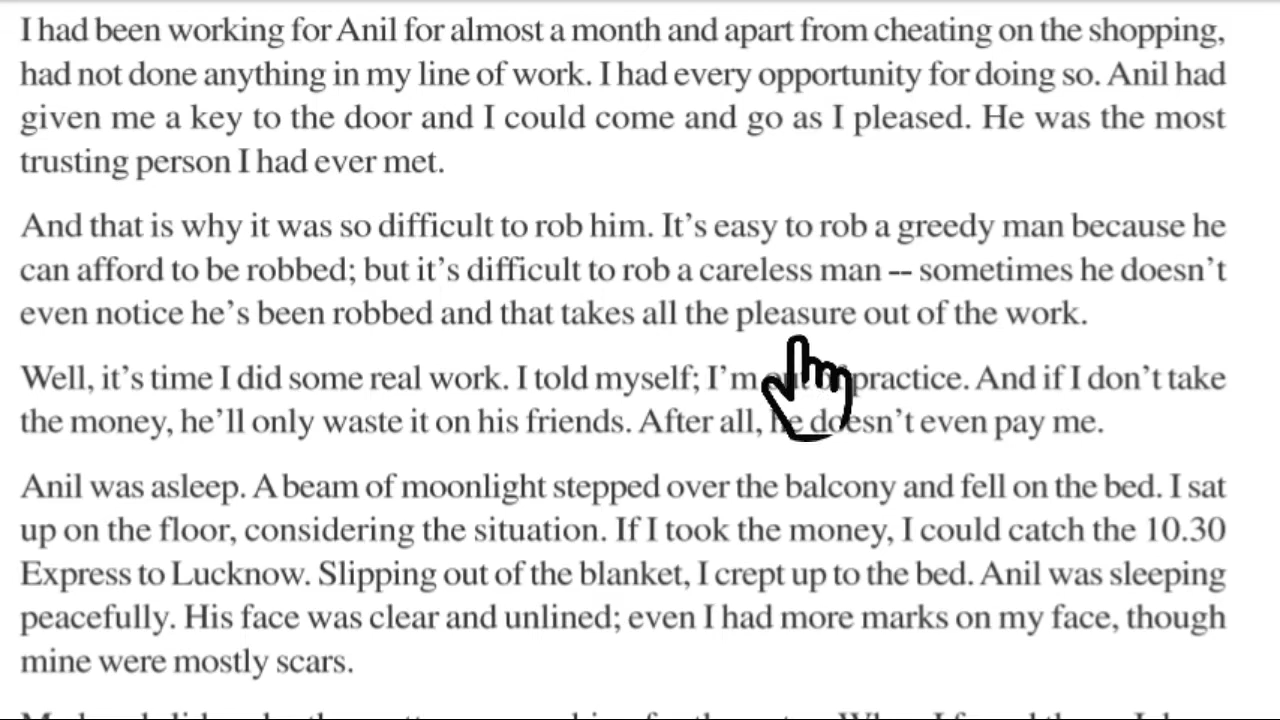 I had been working for Anil for almost a month and apart from cheating on the shopping,
had not done anything in my line of work. I had every opportunity for doing so. Anil had
given me a key to the door and I could come and go as I pleased. He was the most
trusting person I had ever met.
And that is why it was so difficult to rob him. It’s easy to rob a greedy man because he
can afford to be robbed; but it’s difficult to rob a careless man -- sometimes he doesn’t
even notice he’s been robbed and that takes all the pleasure out of the work.
Well, it’s time I did some real work. I told myself; I’m practice. And if I don’t take
the money, he’ll only waste it on his friends. After all, he doesn’t even pay me.
Anil was asleep. A beam of moonlight stepped over the balcony and fell on the bed. I sat
up on the floor, considering the situation. If I took the money, I could catch the 10.30
Express to Lucknow. Slipping out of the blanket, I crept up to the bed. Anil was sleeping
peacefully. His face was clear and unlined; even I had more marks on my face, though
mine were mostly scars.